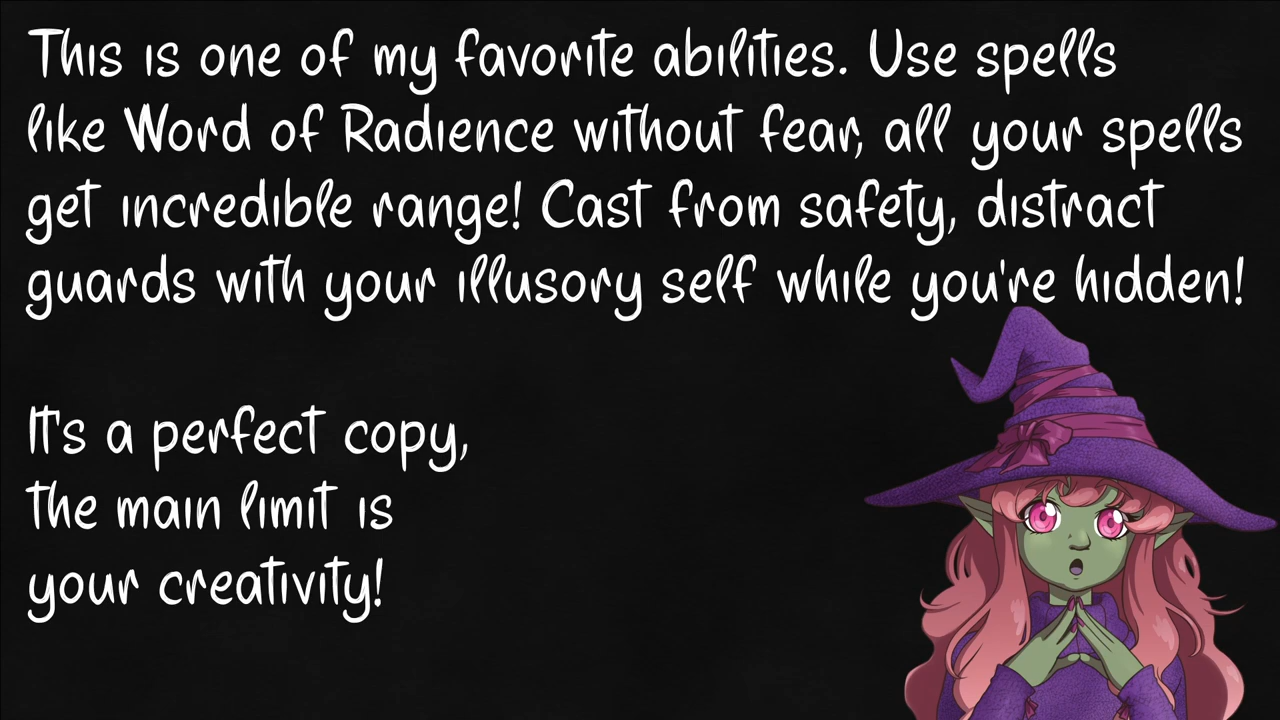 This is one of my favorite abilities. Use spells
like Word of Radience without fear, all your spells
get incredible range! Cast from safety, distract
guards with your illusory self while you're hidden!
It's a perfect copy,
the main limit is
your creativity!